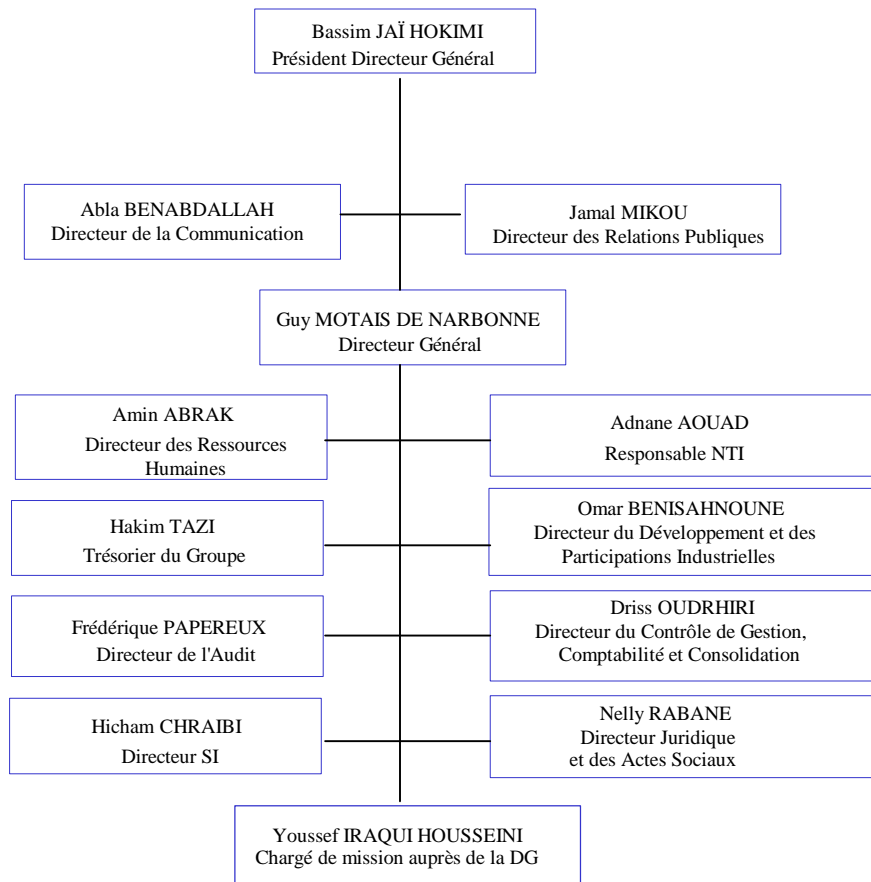 Bassim JAÏ HOKIMI
Président Directeur Général
Abla BENABDALLAH
Directeur de la Communication
Jamal MIKOU
Directeur des Relations Publiques
Guy MOTAIS DE NARBONNE
Directeur Général
Amin ABRAK
Directeur des Ressources
Humaines
Adnane AOUAD
Responsable NTI
Hakim TAZI
Trésorier du Groupe
Omar BENISAHNOUNE
Directeur du Développement et des
Participations Industrielles
Frédérique PAPEREUX
Directeur de l'Audit
Driss OUDRHIRI
Directeur du Contrôle de Gestion,
Comptabilité et Consolidation
Hicham CHRAIBI
Directeur SI
Nelly RABANE
Directeur Juridique
et des Actes Sociaux
Youssef IRAQUI HOUSSEINI
Chargé de mission auprès de la DG